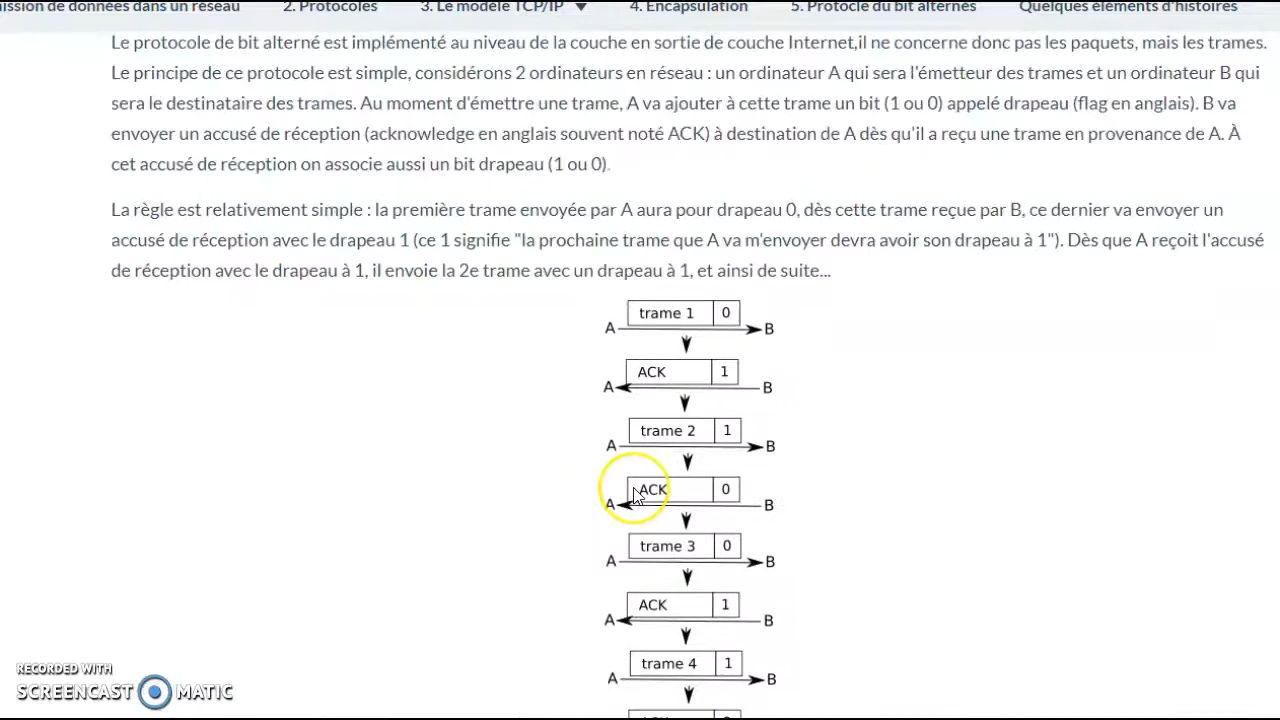 ission de données dans un réseau 2. Protocoles 3. Le modèle TCP/IP 4. Encapsulation 5. Protocle du bit alternés Quelques éléments d'histoires
Le protocole de bit alterné est implémenté au niveau de la couche en sortie de couche Internet,il ne concerne donc pas les paquets, mais les trames.
Le principe de ce protocole est simple, considérons 2 ordinateurs en réseau : un ordinateur A qui sera l'émetteur des trames et un ordinateur B qui
sera le destinataire des trames. Au moment d'émettre une trame, A va ajouter à cette trame un bit (1 ou 0) appelé drapeau (flag en anglais). B va
envoyer un accusé de réception (acknowledge en anglais souvent noté ACK) à destination de A dès qu'il a reçu une trame en provenance de A. À
cet accusé de réception on associe aussi un bit drapeau (1 ou 0).
La règle est relativement simple : la première trame envoyée par A aura pour drapeau 0, dès cette trame reçue par B, ce dernier va envoyer un
accusé de réception avec le drapeau 1 (ce 1 signifie "la prochaine trame que A va m'envoyer devra avoir son drapeau à 1"). Dès que A reçoit l'accusé
de réception avec le drapeau à 1, il envoie la 2e trame avec un drapeau à 1, et ainsi de suite...
trame 1 0
A B
ACK 1
A B
trame 2 1
A B
ACK 0
A B
trame 3 0
A B
ACK 1
A B
trame 4 1
A B
RECORDED WITH
SCREENCAST MATIC